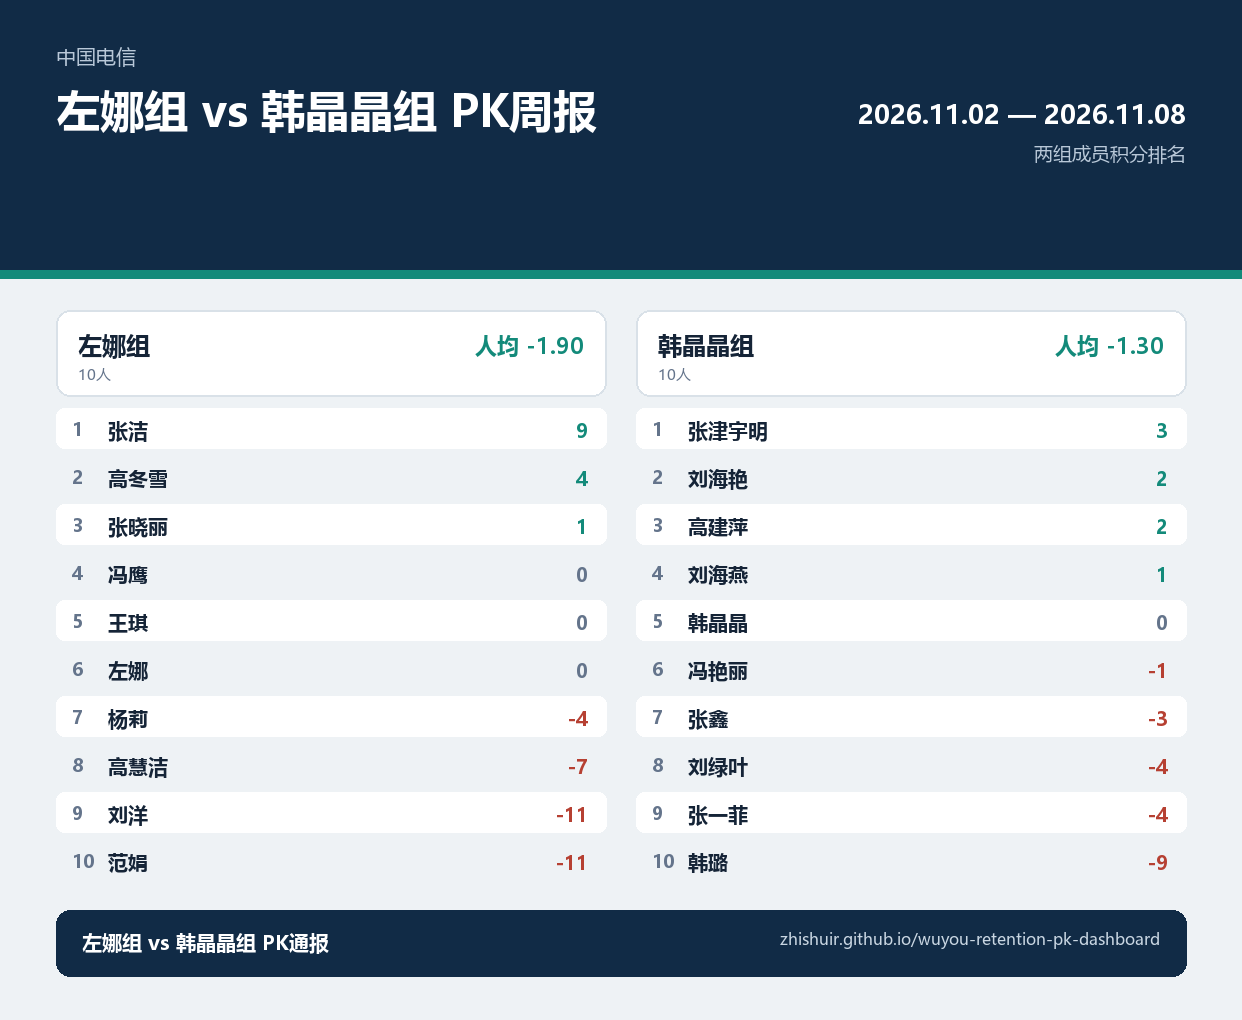 中国电信
左娜组 vs 韩晶晶组 PK周报
2026.11.02 — 2026.11.08
两组成员积分排名
左娜组 人均 -1.90
10人
1 张洁 9
2 高冬雪 4
3 张晓丽 1
4 冯鹰 0
5 王琪 0
6 左娜 0
7 杨莉 -4
8 高慧洁 -7
9 刘洋 -11
10 范娟 -11
韩晶晶组 人均 -1.30
10人
1 张津宇明 3
2 刘海艳 2
3 高建萍 2
4 刘海燕 1
5 韩晶晶 0
6 冯艳丽 -1
7 张鑫 -3
8 刘绿叶 -4
9 张一菲 -4
10 韩璐 -9
左娜组 vs 韩晶晶组 PK通报
zhishuir.github.io/wuyou-retention-pk-dashboard